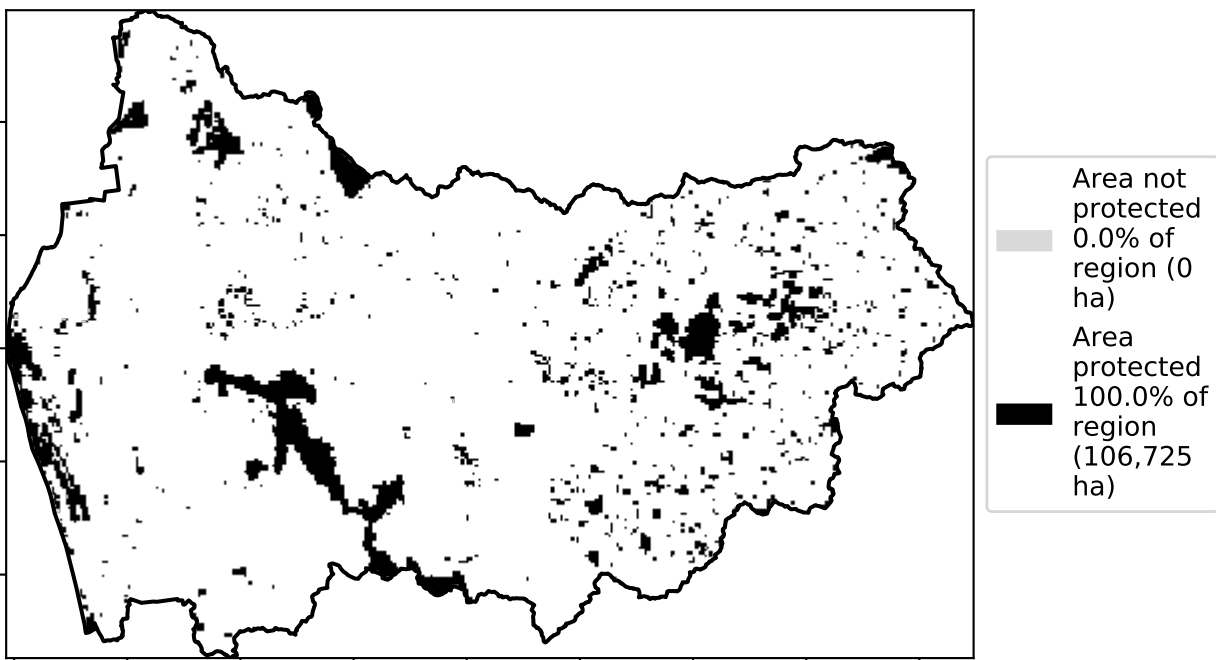 Area not
protected
0.0% of
region (0
ha)
Area
protected
100.0% of
region
(106,725
ha)